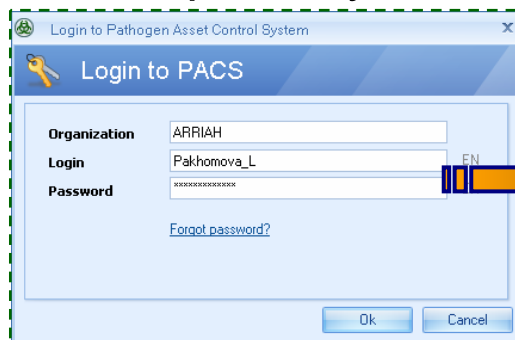 Login to Pathogen Asset Control System x
Login to PACS
Organization ARRIAH
Login Pakhomova_L EN
Password *************
Forgot password?
Ok Cancel